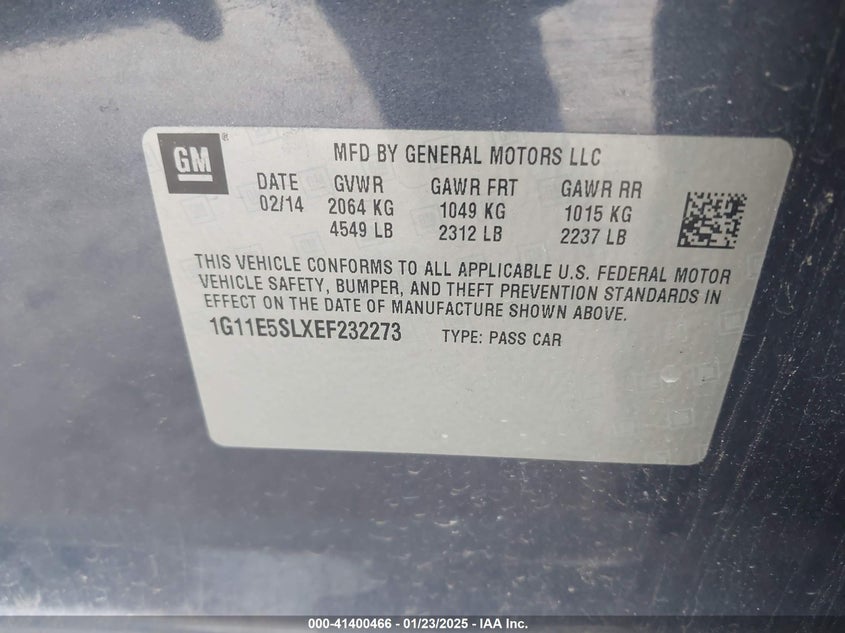 GM®
MFD BY GENERAL MOTORS LLC
DATE GVWR GAWR FRT GAWR RR
02/14 2064 KG 1049 KG 1015 KG
4549 LB 2312 LB 2237 LB
THIS VEHICLE CONFORMS TO ALL APPLICABLE U.S. FEDERAL MOTOR
VEHICLE SAFETY, BUMPER, AND THEFT PREVENTION STANDARDS IN
EFFECT ON THE DATE OF MANUFACTURE SHOWN ABOVE.
1G11E5SLXEF232273 TYPE: PASS CAR
000-41400466 - 01/23/2025 - IAA Inc.